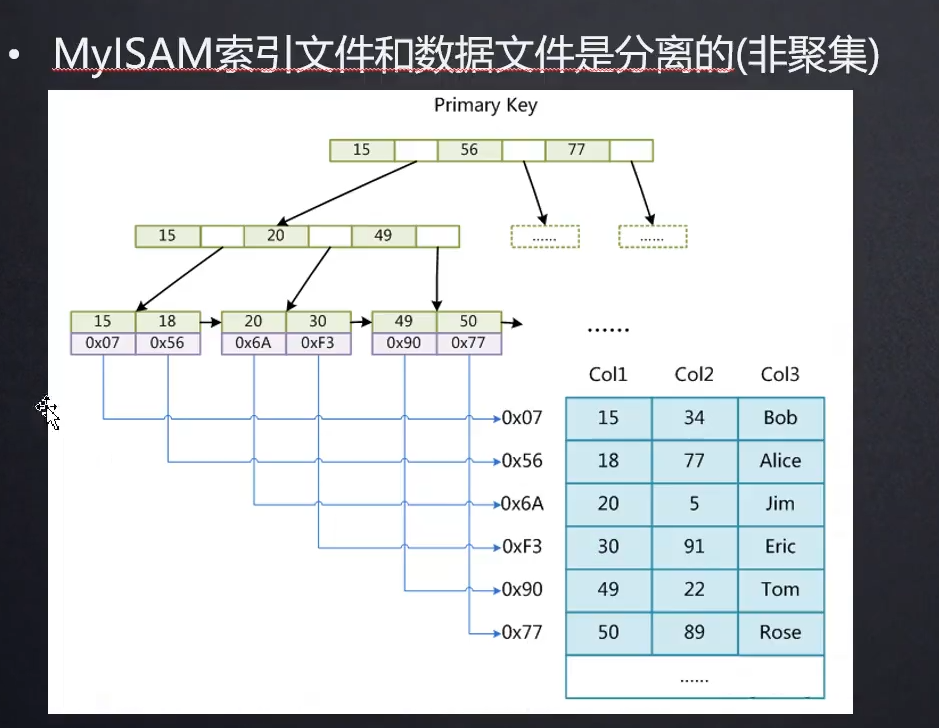 • MyISAM索引文件和数据文件是分离的(非聚集)
Primary Key
15 56 77
15 20 49
...... ......
15 18 20 30 49 50
0x07 0x56 0x6A 0xF3 0x90 0x77
......
Col1 Col2 Col3
0x07 15 34 Bob
0x56 18 77 Alice
0x6A 20 5 Jim
0xF3 30 91 Eric
0x90 49 22 Tom
0x77 50 89 Rose
......